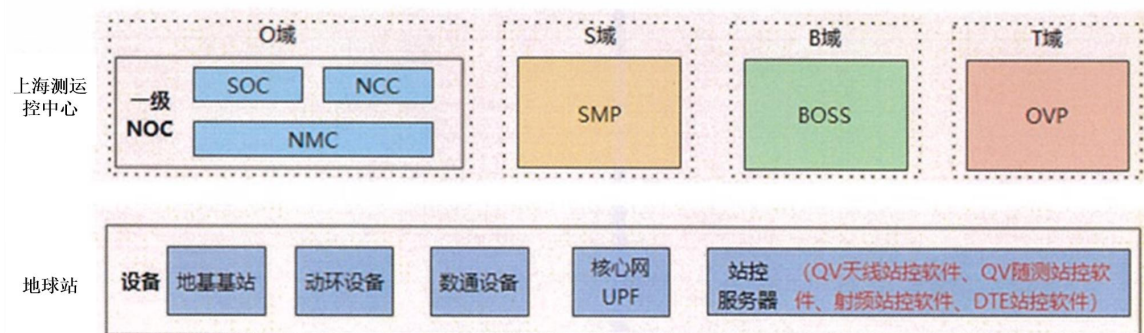 O域
S域
B域
T域
上海测运
控中心
一级
NOC
SOC
NCC
NMC
SMP
BOSS
OVP
地球站
设备
地基基站
动环设备
数通设备
核心网
UPF
站控
服务器
(QV天线站控软件、QV随测站控软
件、射频站控软件、DTE站控软件)